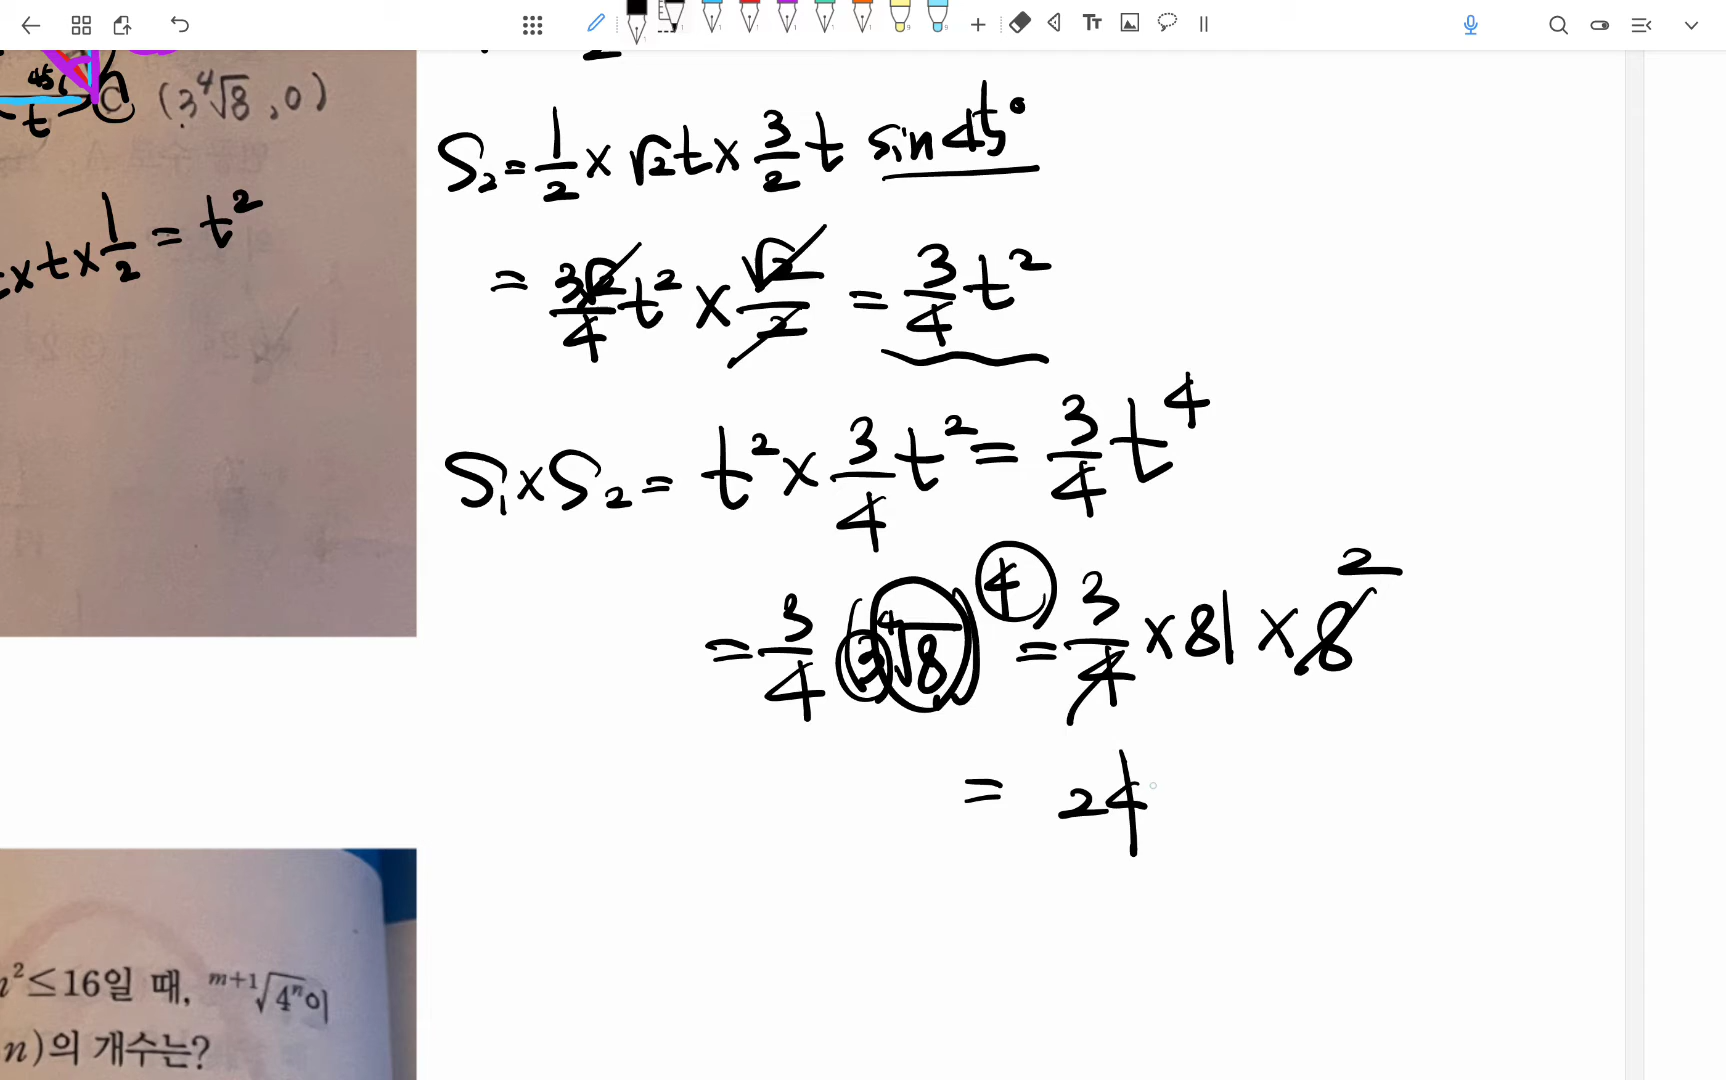 45°
t
C (3⁴√8, 0)
x t x 1/2 = t²
S₂ = 1/2 x √2t x 3/2 t sin45°
= 3√2/4 t² x √2/2 = 3/4 t²
S₁ x S₂ = t² x 3/4 t² = 3/4 t⁴
= 3/4 (3⁴√8)⁴ = 3/4 x 81 x 8 2
= 24
²≤16일 때, ᵐ⁺¹√4ⁿ이
n)의 개수는?